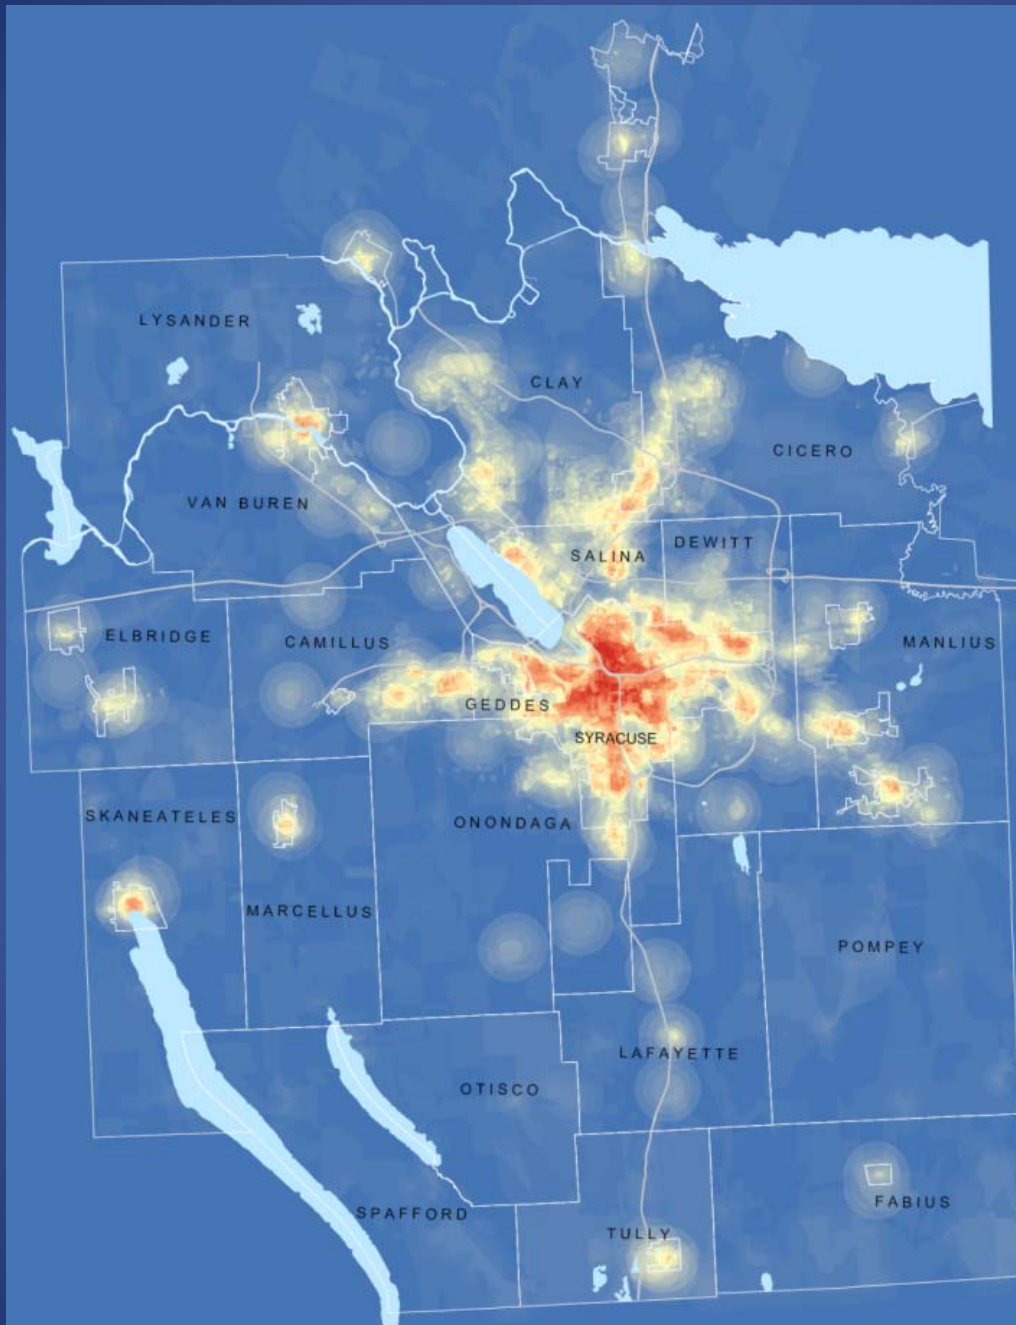 LYSANDER
CLAY
CICERO
VAN BUREN
SALINA
DEWITT
ELBRIDGE
CAMILLUS
MANLIUS
GEDDES
SYRACUSE
SKANEATELES
ONONDAGA
MARCELLUS
POMPEY
LAFAYETTE
OTISCO
SPAFFORD
FABIUS
TULLY